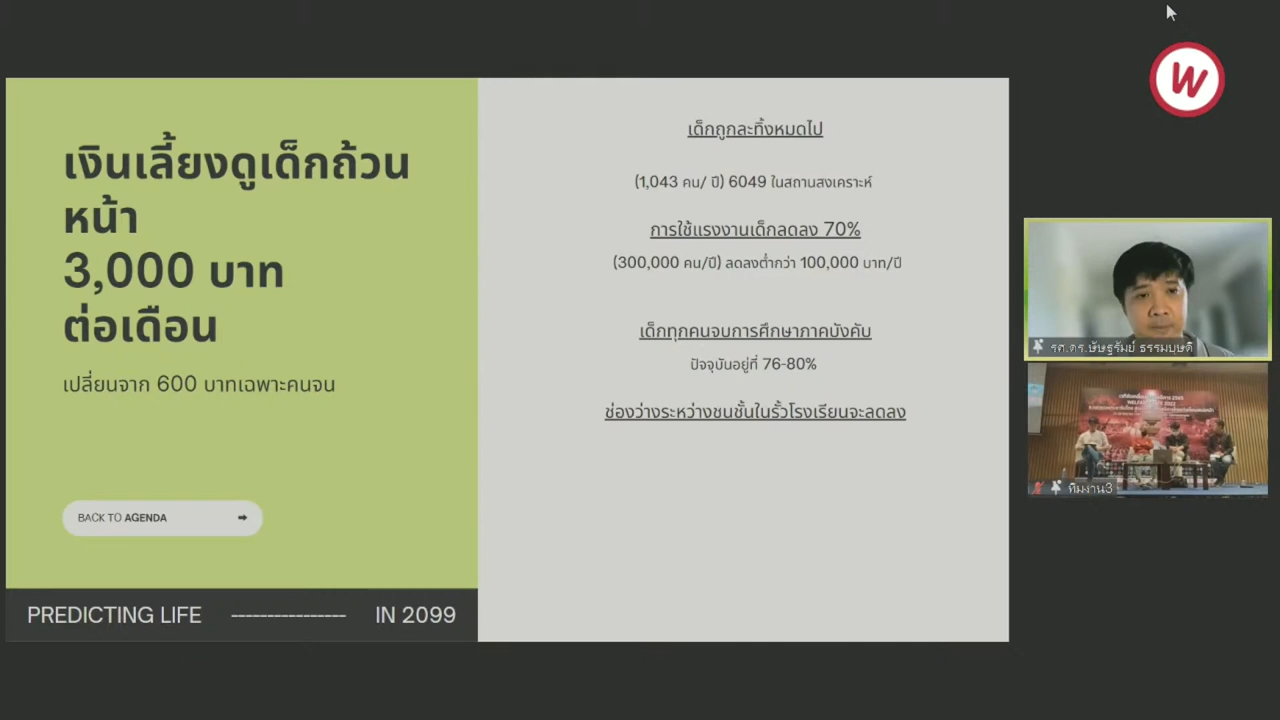 เงินเลี้ยงดูเด็กถ้วน
หน้า
3,000 บาท
ต่อเดือน
เปลี่ยนจาก 600 บาทเฉพาะคนจน
BACK TO AGENDA
PREDICTING LIFE --------------- IN 2099
เด็กถูกละทิ้งหมดไป
(1,043 คน/ ปี) 6049 ในสถานสงเคราะห์
การใช้แรงงานเด็กลดลง 70%
(300,000 คน/ปี) ลดลงต่ำกว่า 100,000 บาท/ปี
เด็กทุกคนจบการศึกษาภาคบังคับ
ปัจจุบันอยู่ที่ 76-80%
ช่องว่างระหว่างชนชั้นในรั้วโรงเรียนจะลดลง
W
รศ.ดร.ษัษฐรัมย์ ธรรมบุษดี
ทีมงาน3